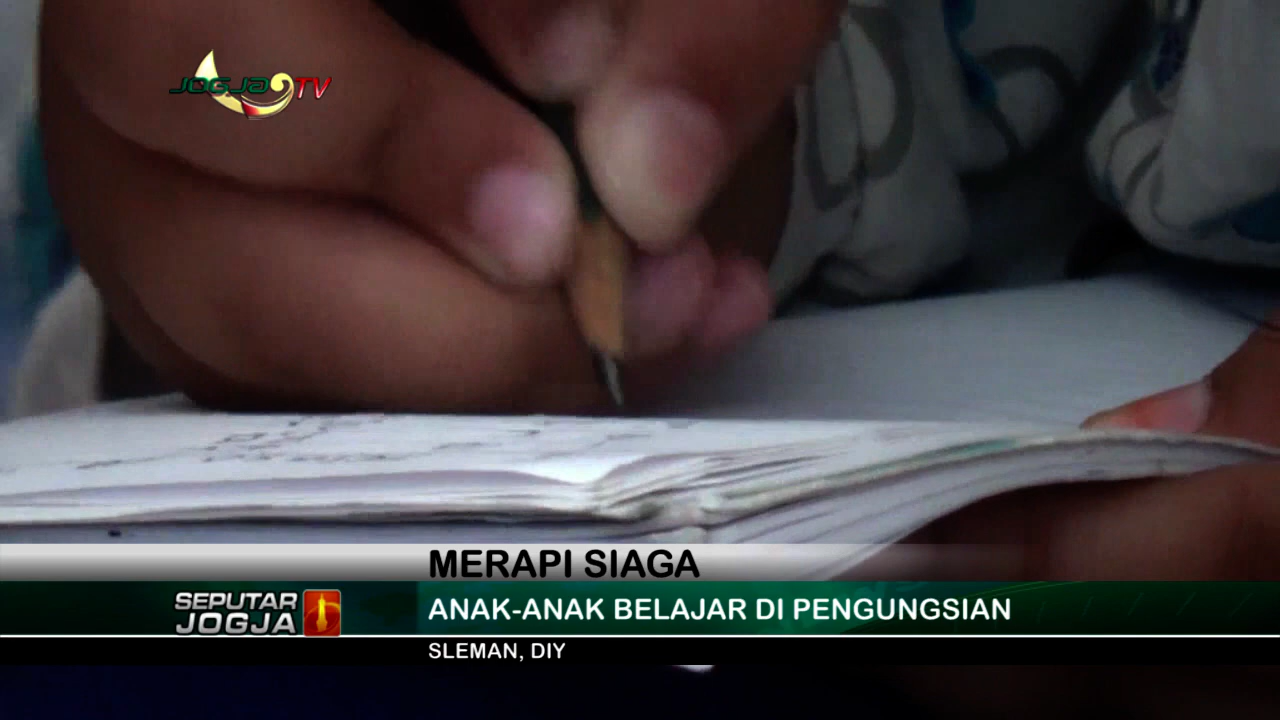 JOGJA TV
MERAPI SIAGA
SEPUTAR JOGJA
ANAK-ANAK BELAJAR DI PENGUNGSIAN
SLEMAN, DIY